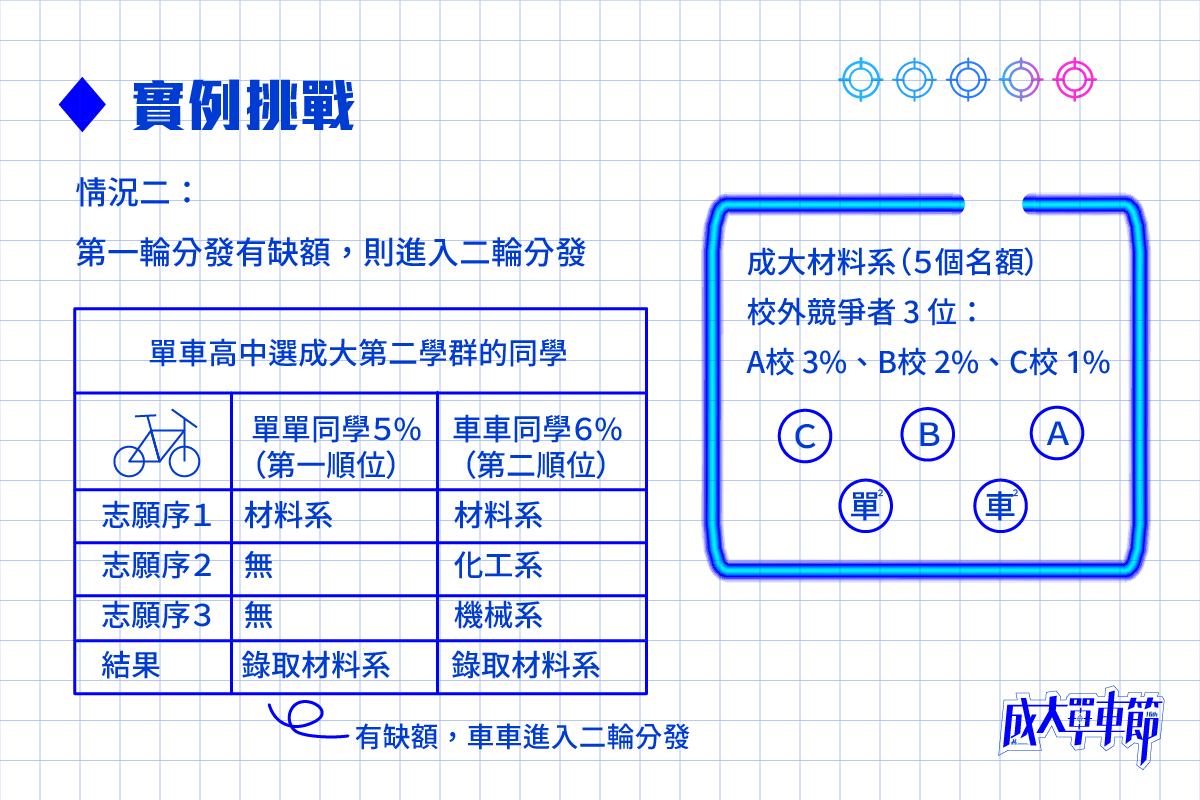 實例挑戰
情況二：
第一輪分發有缺額，則進入二輪分發
單車高中選成大第二學群的同學
單單同學5%
（第一順位）
車車同學6%
（第二順位）
志願序1 材料系 材料系
志願序2 無 化工系
志願序3 無 機械系
結果 錄取材料系 錄取材料系
有缺額，車車進入二輪分發
成大材料系（5個名額）
校外競爭者 3 位：
A校 3%、B校 2%、C校 1%
C B A
單² 車²
成大單車節